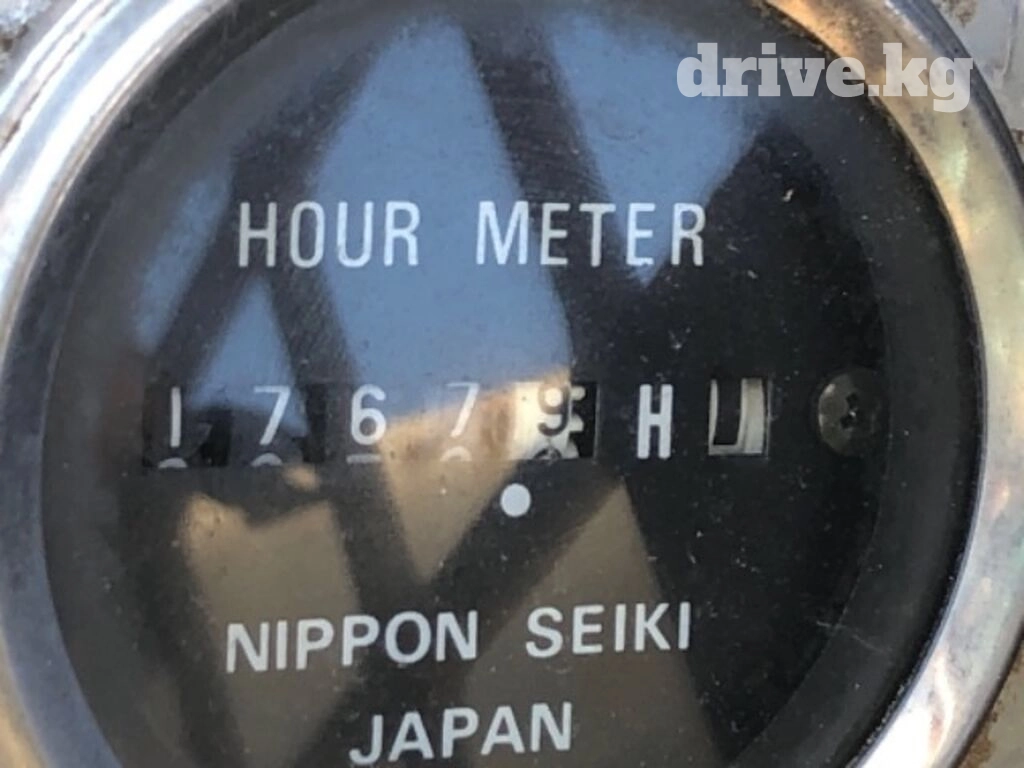 drive.kg
HOUR METER
17679 H
NIPPON SEIKI
JAPAN